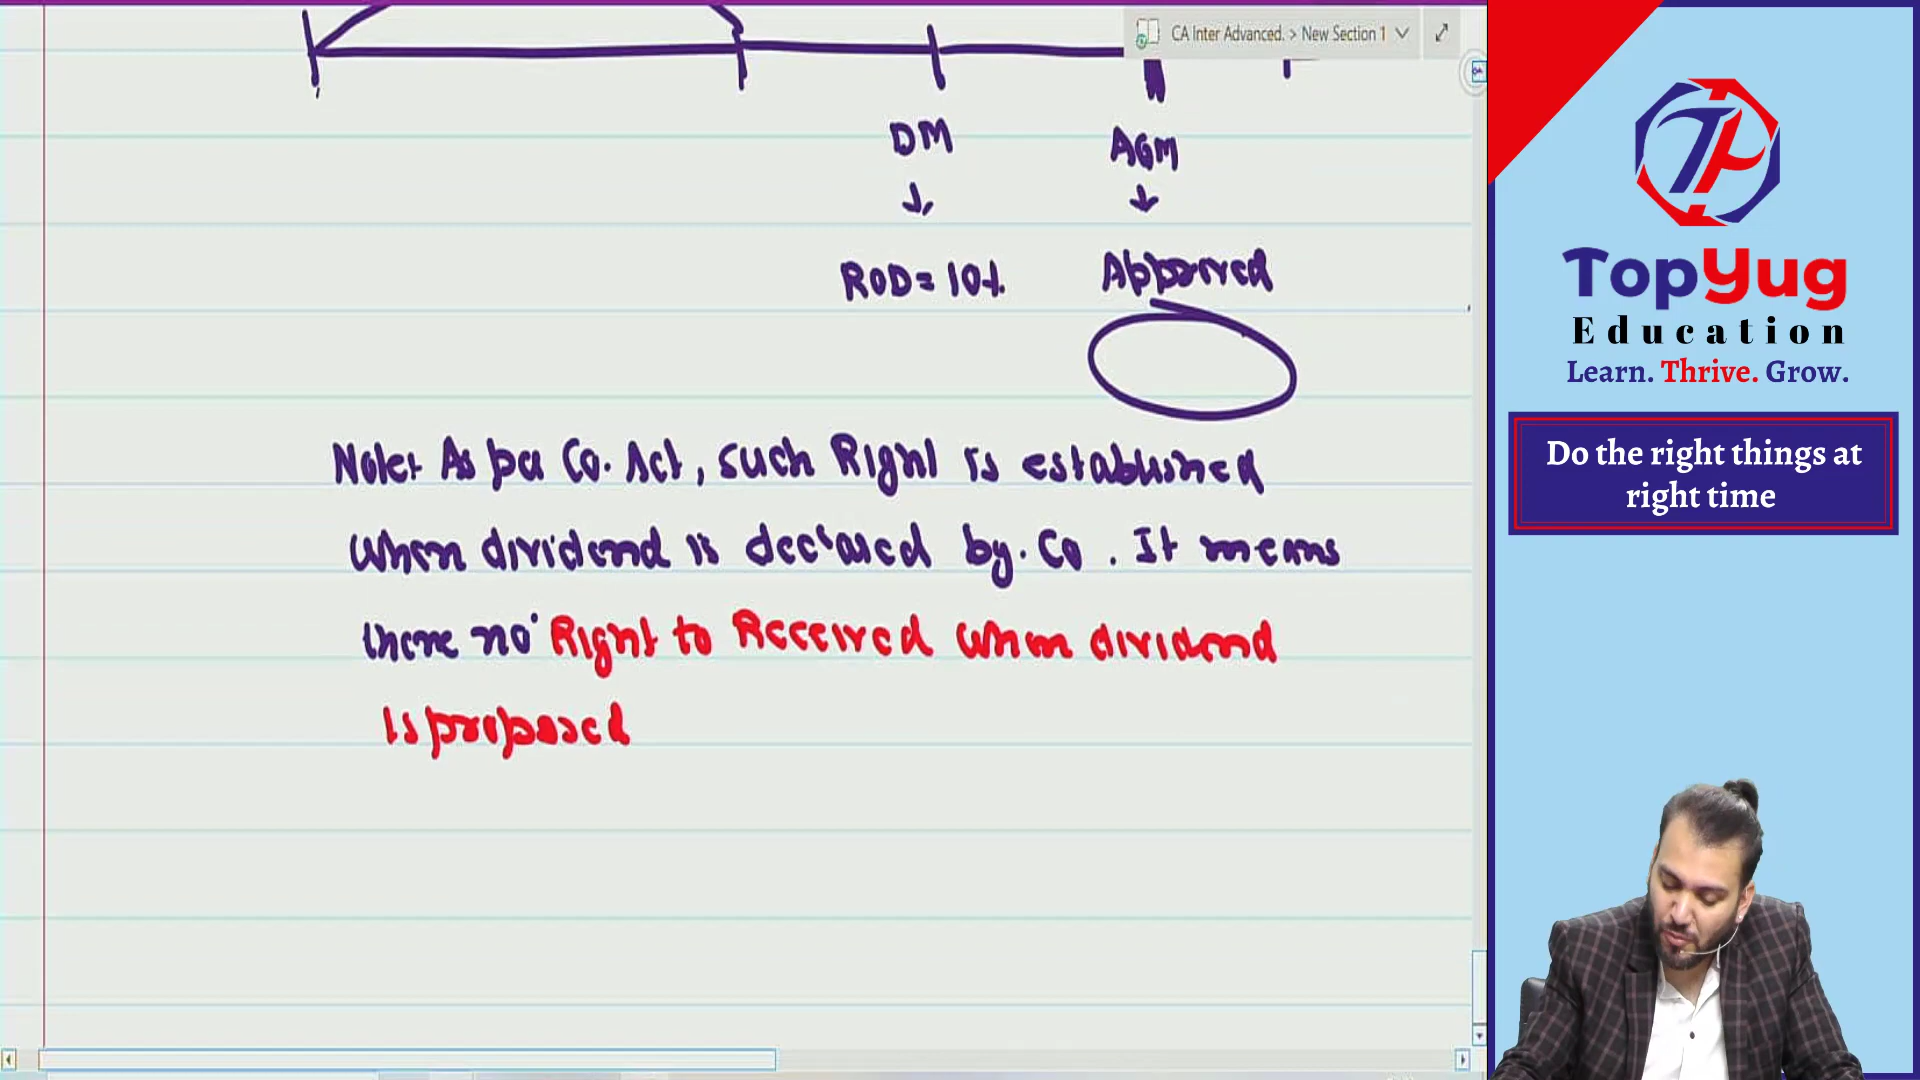 CA Inter Advanced. > New Section 1
DM
AGM
ROD = 10%
Approved
Note: As per Co. Act, such Right is established
when dividend is declared by Co. It means
there no Right to Received when dividend
is proposed
TopYug
Education
Learn. Thrive. Grow.
Do the right things at
right time